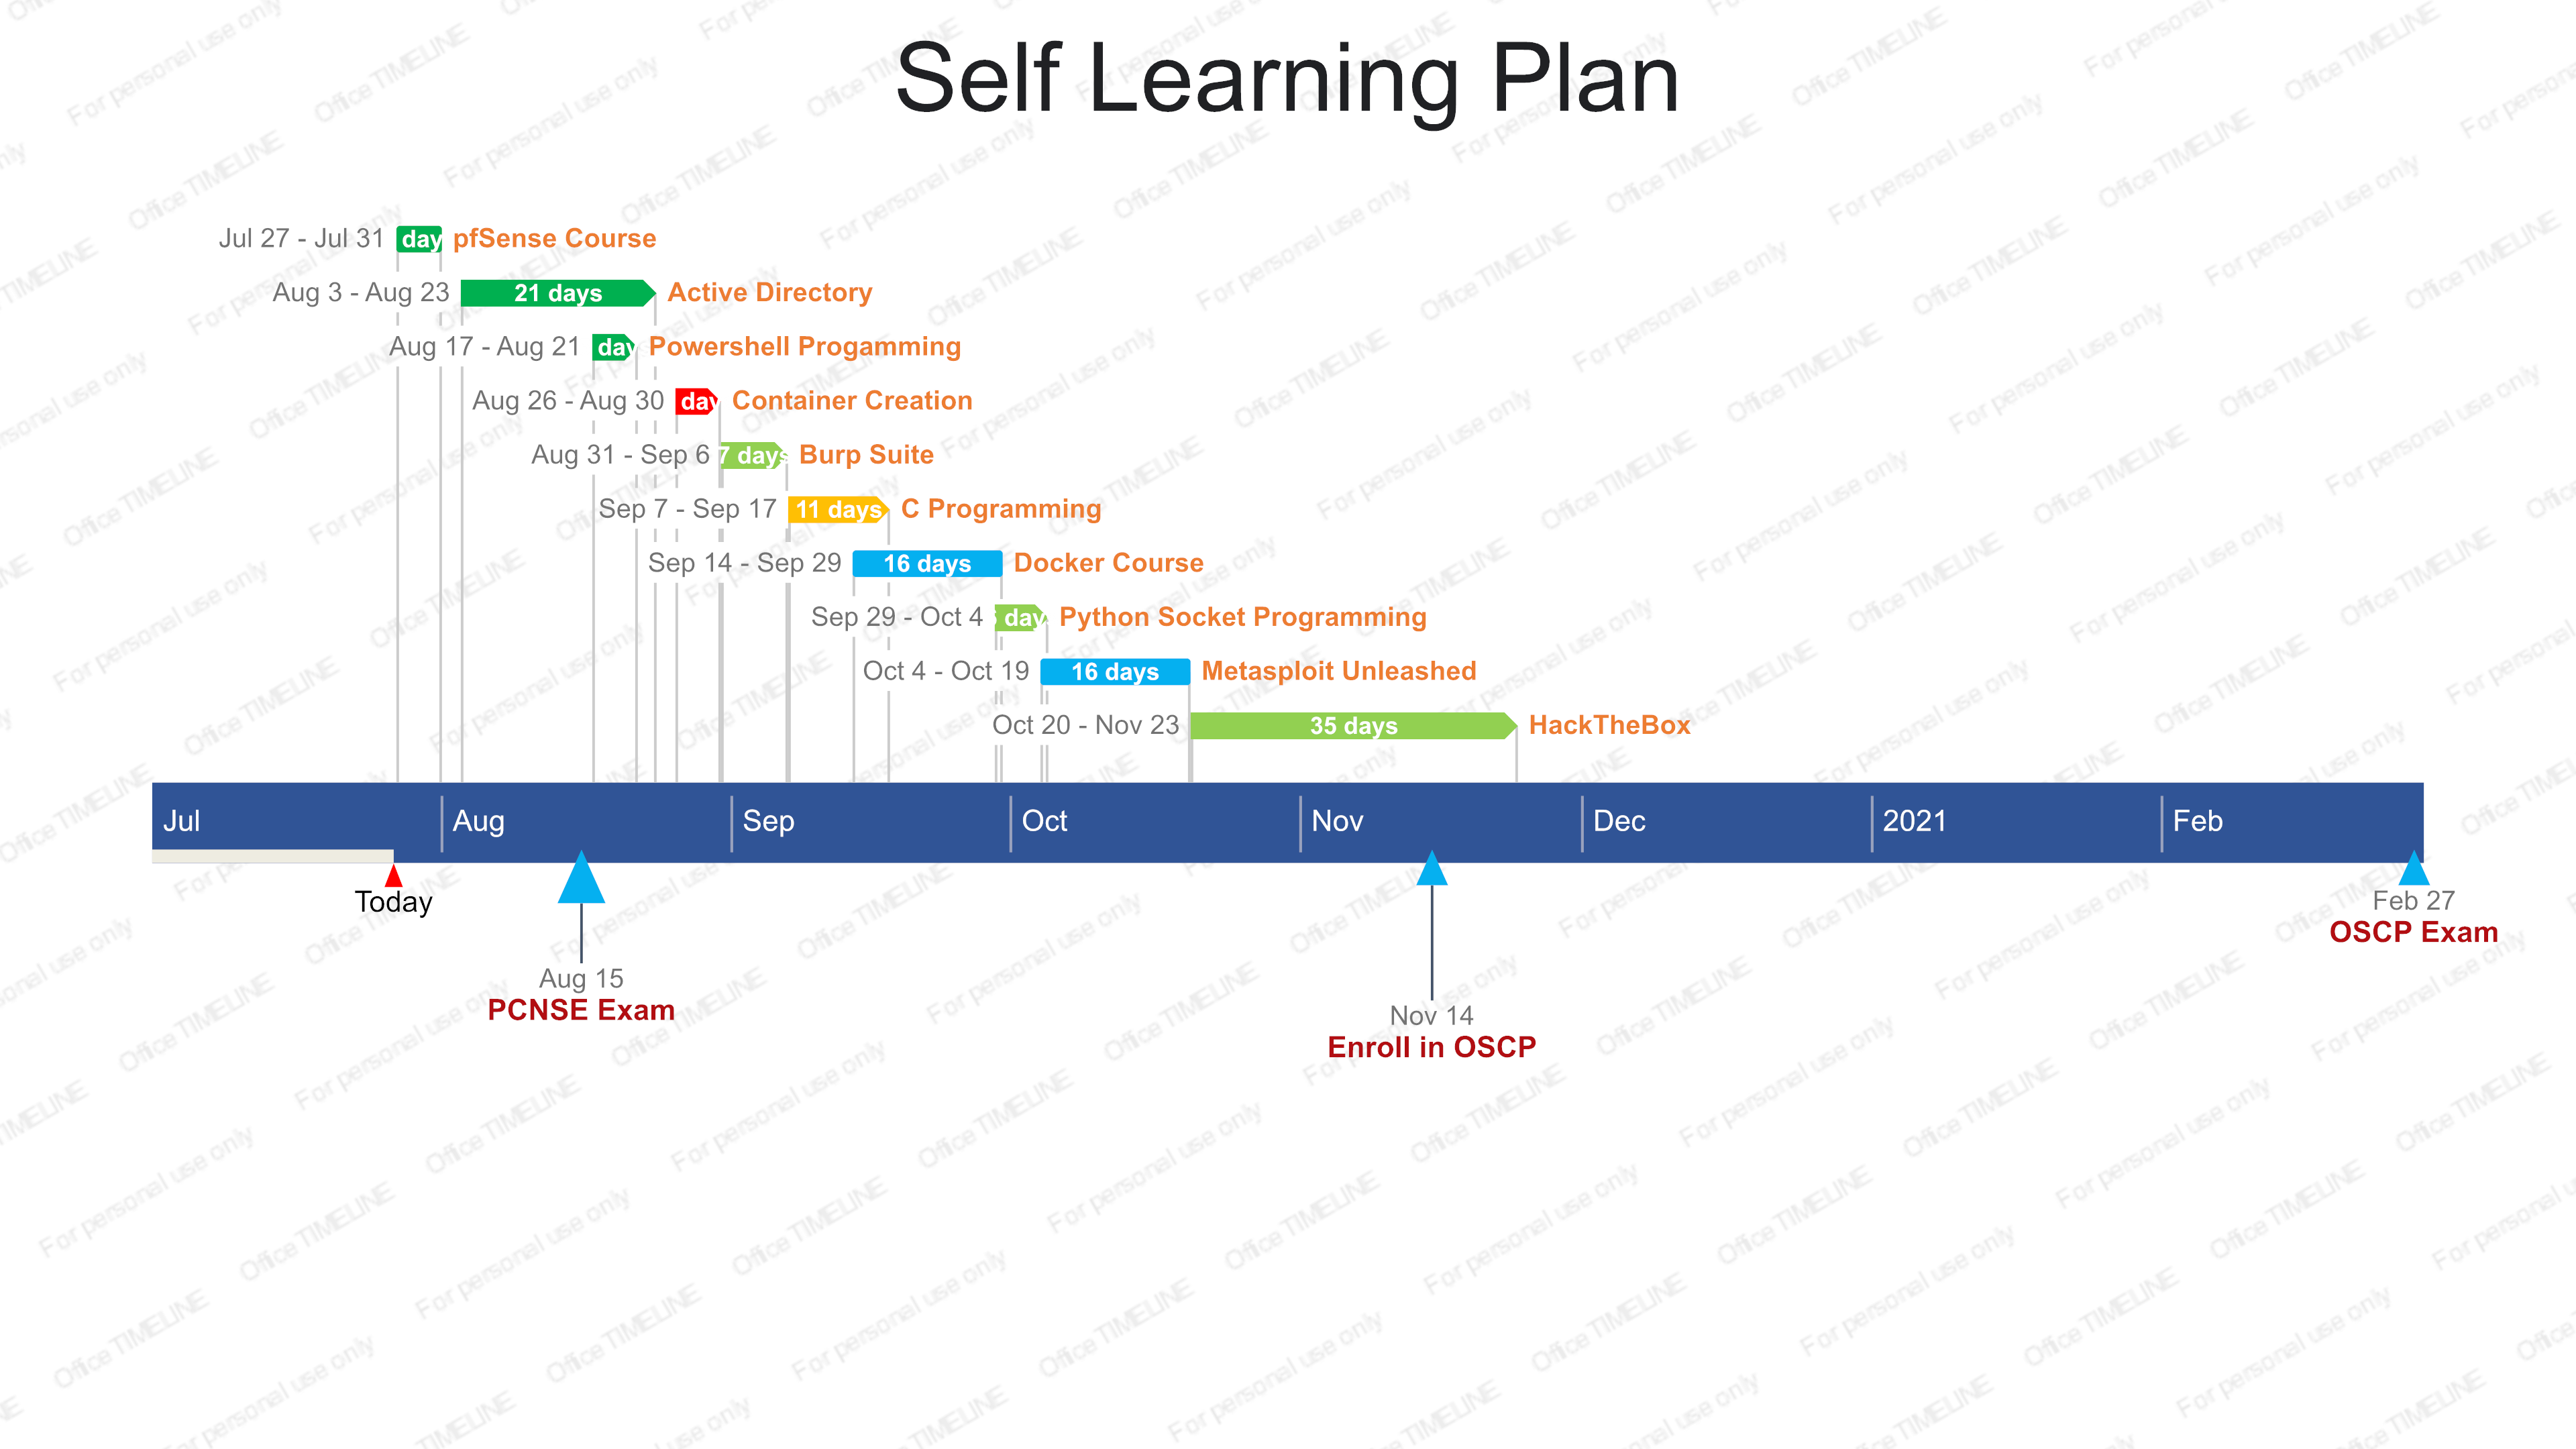 Self Learning Plan
Jul 27 - Jul 31 day pfSense Course
Aug 3 - Aug 23 21 days Active Directory
Aug 17 - Aug 21 day Powershell Progamming
Aug 26 - Aug 30 day Container Creation
Aug 31 - Sep 6 7 days Burp Suite
Sep 7 - Sep 17 11 days C Programming
Sep 14 - Sep 29 16 days Docker Course
Sep 29 - Oct 4 day Python Socket Programming
Oct 4 - Oct 19 16 days Metasploit Unleashed
Oct 20 - Nov 23 35 days HackTheBox
Jul Aug Sep Oct Nov Dec 2021 Feb
Today
Aug 15
PCNSE Exam
Nov 14
Enroll in OSCP
Feb 27
OSCP Exam
Office TIMELINE
For personal use only